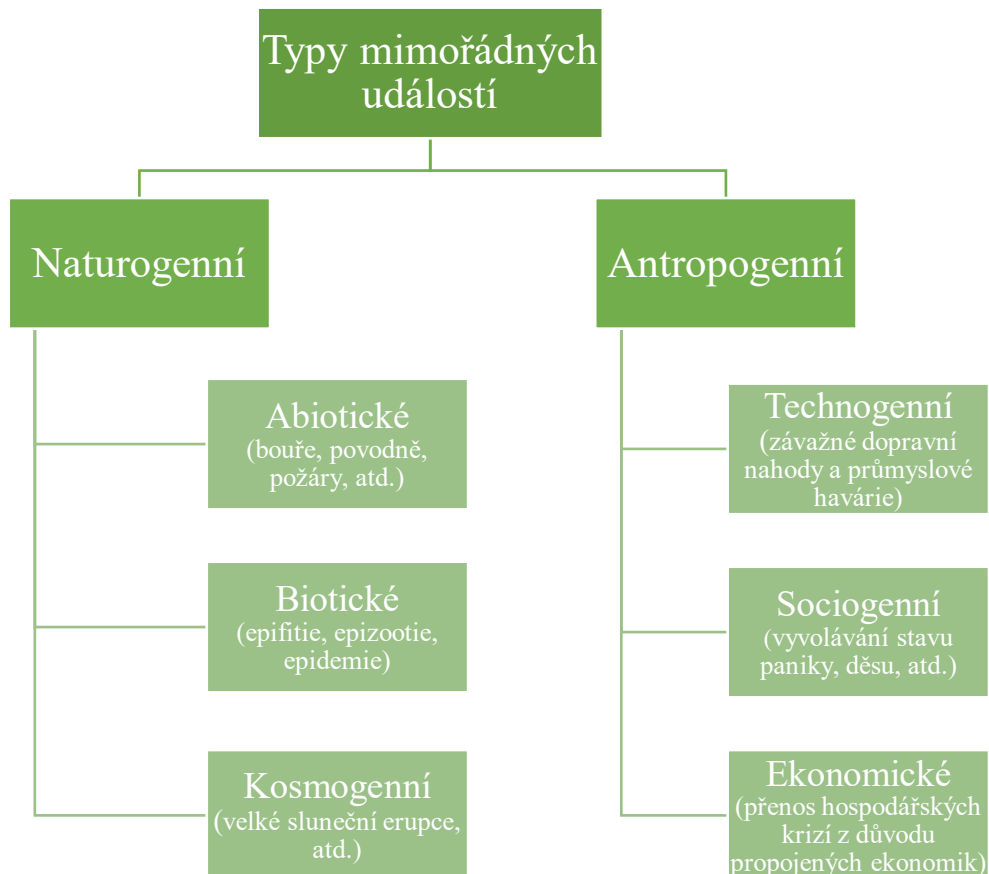 Typy mimořádných
událostí
Naturogenní
Abiotické
(bouře, povodně,
požáry, atd.)
Biotické
(epifitie, epizootie,
epidemie)
Kosmogenní
(velké sluneční erupce,
atd.)
Antropogenní
Technogenní
(závažné dopravní
nahody a průmyslové
havárie)
Sociogenní
(vyvolávání stavu
paniky, děsu, atd.)
Ekonomické
(přenos hospodářských
krizí z důvodu
propojených ekonomik)